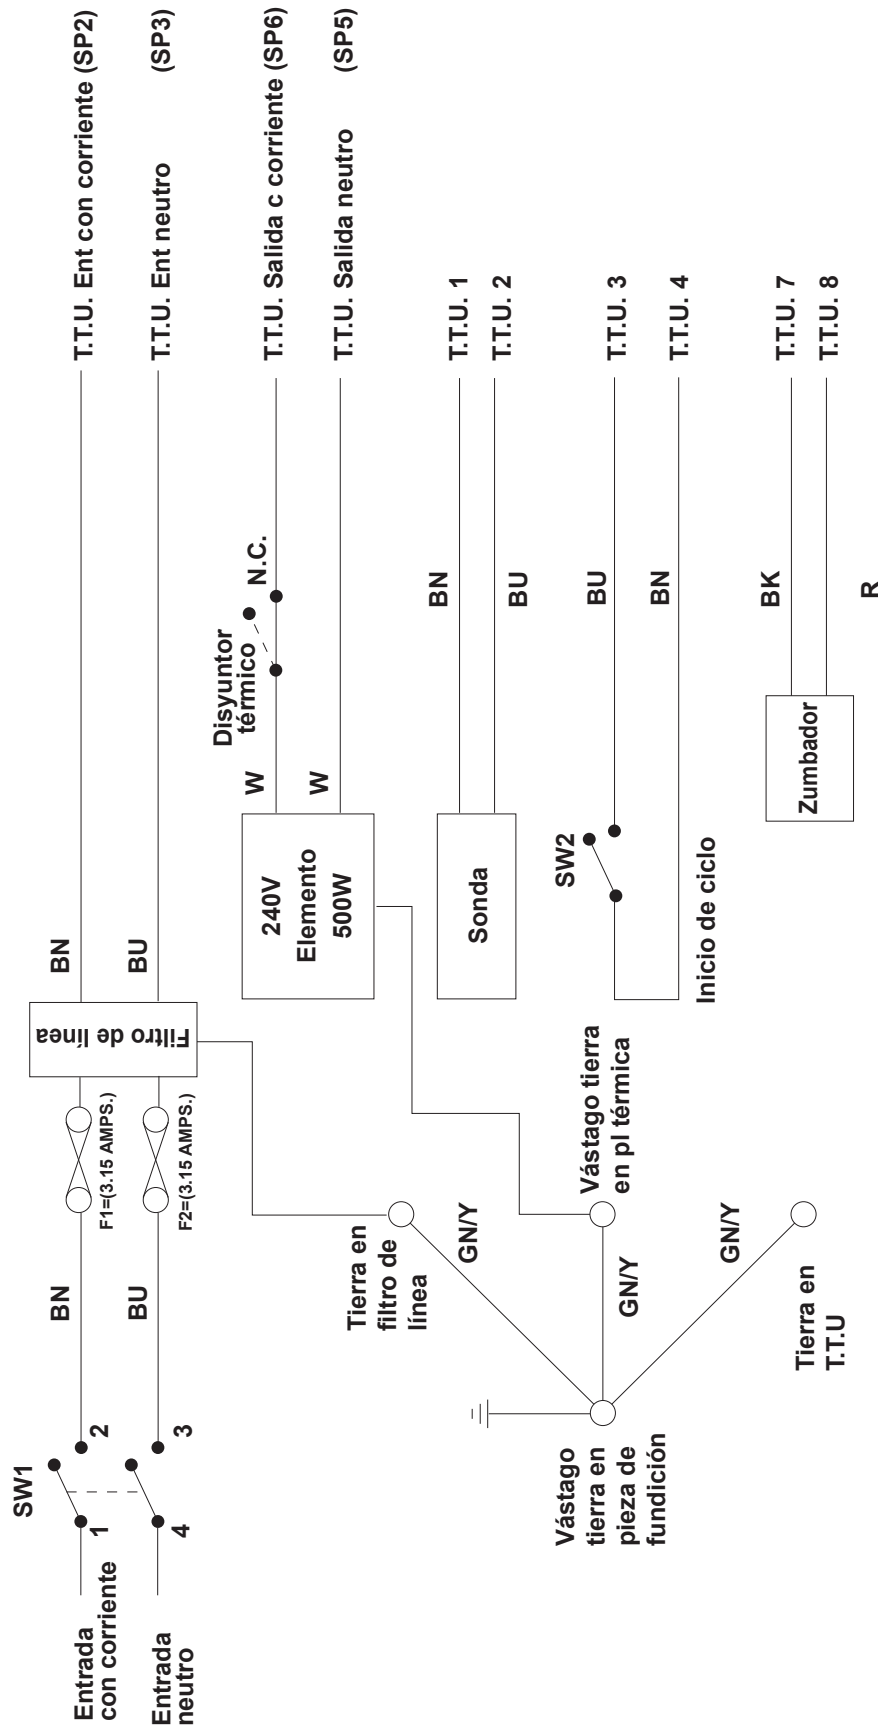 Entrada
con corriente
Entrada
neutro
SW1
1
2
4
3
BN
BU
F1=(3.15 AMPS.)
F2=(3.15 AMPS.)
Filtro de línea
BN
BU
T.T.U. Ent con corriente (SP2)
T.T.U. Ent neutro (SP3)
240V
Elemento
500W
W
W
Disyuntor
térmico
N.C.
T.T.U. Salida c corriente (SP6)
T.T.U. Salida neutro (SP5)
Sonda
BN
BU
T.T.U. 1
T.T.U. 2
SW2
Inicio de ciclo
BU
BN
T.T.U. 3
T.T.U. 4
Zumbador
BK
R
T.T.U. 7
T.T.U. 8
Vástago
tierra en
pieza de
fundición
Tierra en
filtro de
línea
GN/Y
Vástago tierra
en pl térmica
GN/Y
GN/Y
Tierra en
T.T.U